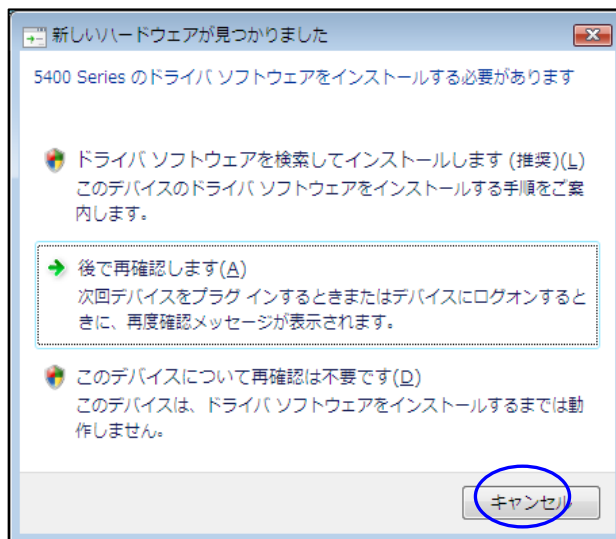 新しいハードウェアが見つかりました
5400 Series のドライバ ソフトウェアをインストールする必要があります
ドライバ ソフトウェアを検索してインストールします (推奨)(L)
このデバイスのドライバ ソフトウェアをインストールする手順をご案
内します。
後で再確認します(A)
次回デバイスをプラグ インするときまたはデバイスにログオンすると
きに、再度確認メッセージが表示されます。
このデバイスについて再確認は不要です(D)
このデバイスは、ドライバ ソフトウェアをインストールするまでは動
作しません。
キャンセル